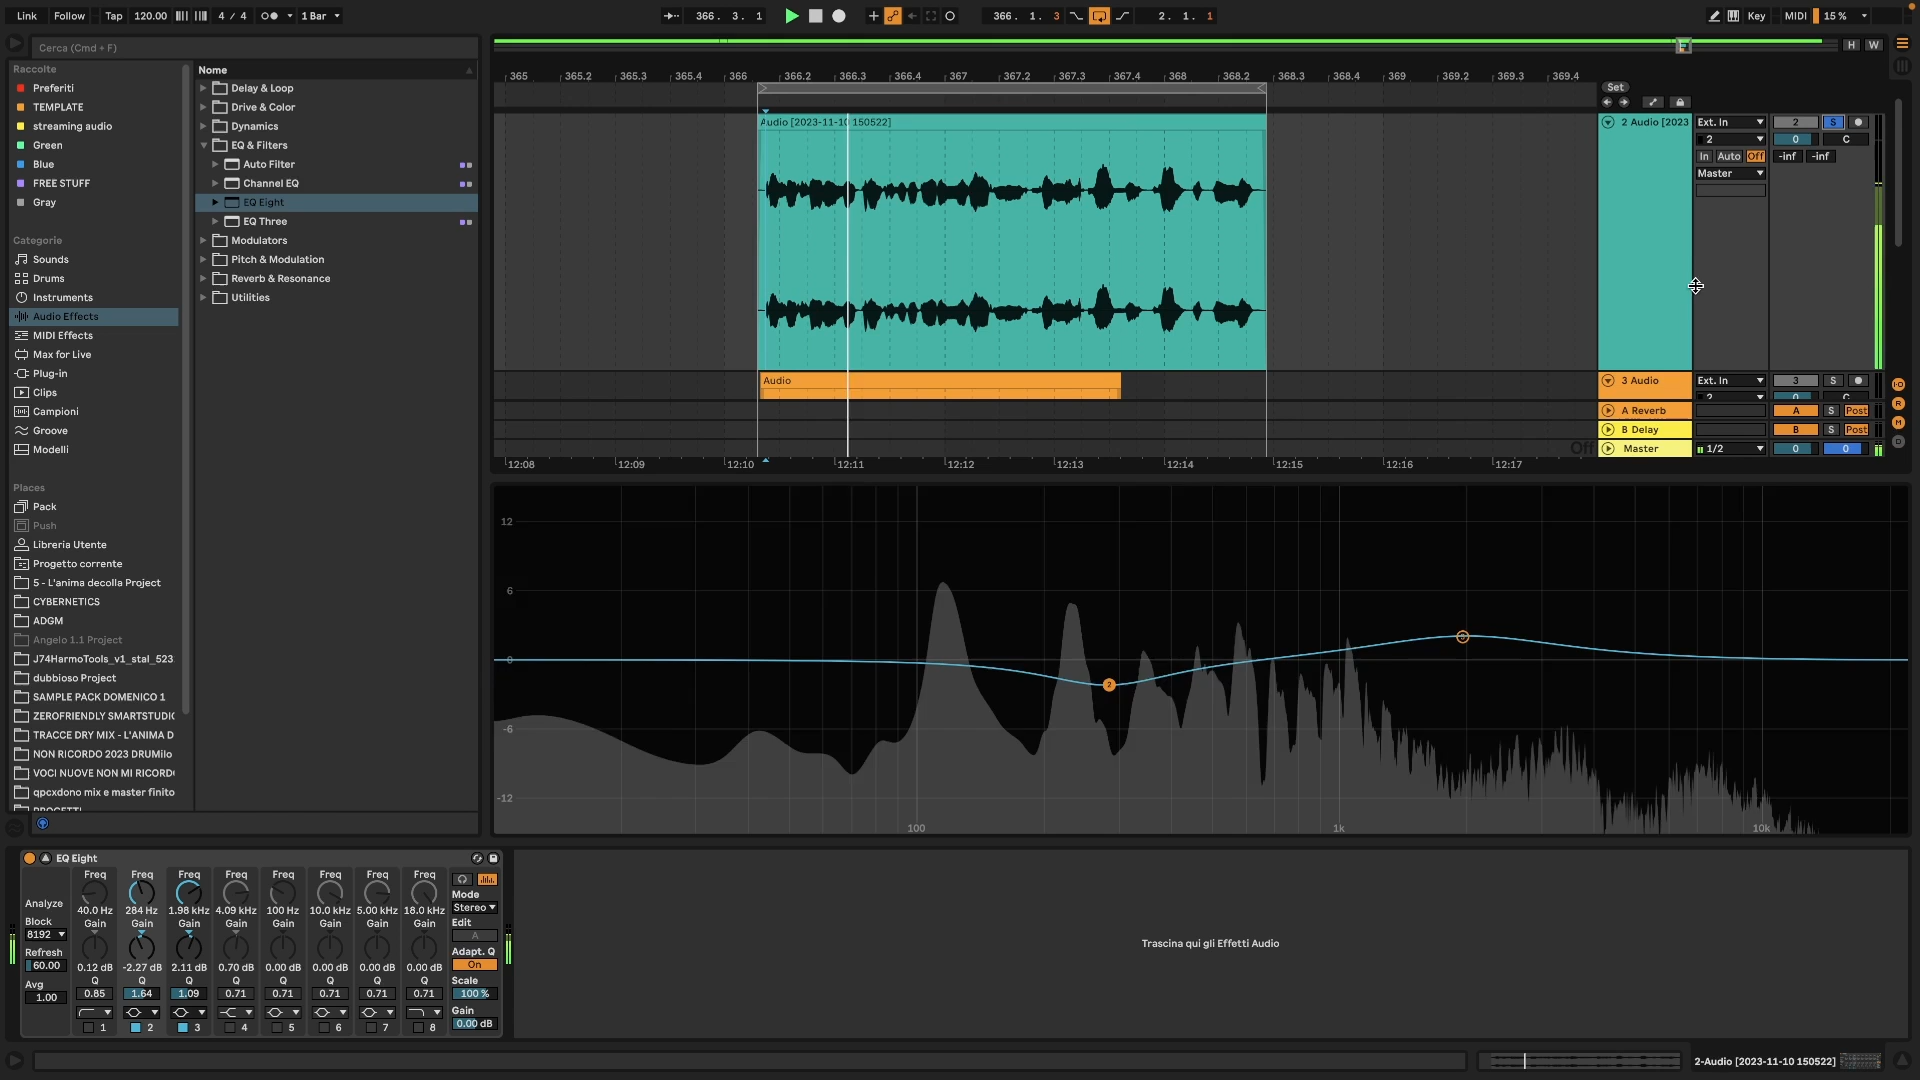 Link Follow Tap 120.00 4 / 4 1 Bar 366. 3. 1 366. 1. 3 2. 1. 1 Key MIDI 15 %
Cerca (Cmd + F)
H W
Raccolte
Preferiti
TEMPLATE
streaming audio
Green
Blue
FREE STUFF
Gray
Categorie
Sounds
Drums
Instruments
Audio Effects
MIDI Effects
Max for Live
Plug-in
Clips
Campioni
Groove
Modelli
Places
Pack
Push
Libreria Utente
Progetto corrente
5 - L'anima decolla Project
CYBERNETICS
ADGM
Angelo 1.1 Project
J74HarmoTools_v1_stal_523
dubbioso Project
SAMPLE PACK DOMENICO 1
ZEROFRIENDLY SMARTSTUDIO
TRACCE DRY MIX - L'ANIMA D
NON RICORDO 2023 DRUMilo
VOCI NUOVE NON MI RICORD
qpcxdono mix e master finito
Nome
Delay & Loop
Drive & Color
Dynamics
EQ & Filters
Auto Filter
Channel EQ
EQ Eight
EQ Three
Modulators
Pitch & Modulation
Reverb & Resonance
Utilities
365 365.2 365.3 365.4 366 366.2 366.3 366.4 367 367.2 367.3 367.4 368 368.2 368.3 368.4 369 369.2 369.3 369.4
Set
Audio [2023-11-10 150522]
2 Audio [2023 Ext. In 2 S
2 0 C
In Auto Off -inf -inf
Master
Audio
3 Audio Ext. In 3 S
A Reverb A S Post
B Delay B S Post
Off Master 1/2 0 0
12:08 12:09 12:10 12:11 12:12 12:13 12:14 12:15 12:16 12:17
R
M
D
12
6
0
-6
-12
2
3
100 1k 10k
EQ Eight
Freq Freq Freq Freq Freq Freq Freq Freq
40.0 Hz 284 Hz 1.98 kHz 4.09 kHz 100 Hz 10.0 kHz 5.00 kHz 18.0 kHz
Gain Gain Gain Gain Gain Gain Gain Gain
0.12 dB -2.27 dB 2.11 dB 0.70 dB 0.00 dB 0.00 dB 0.00 dB 0.00 dB
Q Q Q Q Q Q Q Q
0.85 1.64 1.09 0.71 0.71 0.71 0.71 0.71
1 2 3 4 5 6 7 8
Analyze
Block
8192
Refresh
60.00
Avg
1.00
Mode
Stereo
Edit
A
Adapt. Q
On
Scale
100 %
Gain
0.00 dB
Trascina qui gli Effetti Audio
2-Audio [2023-11-10 150522]